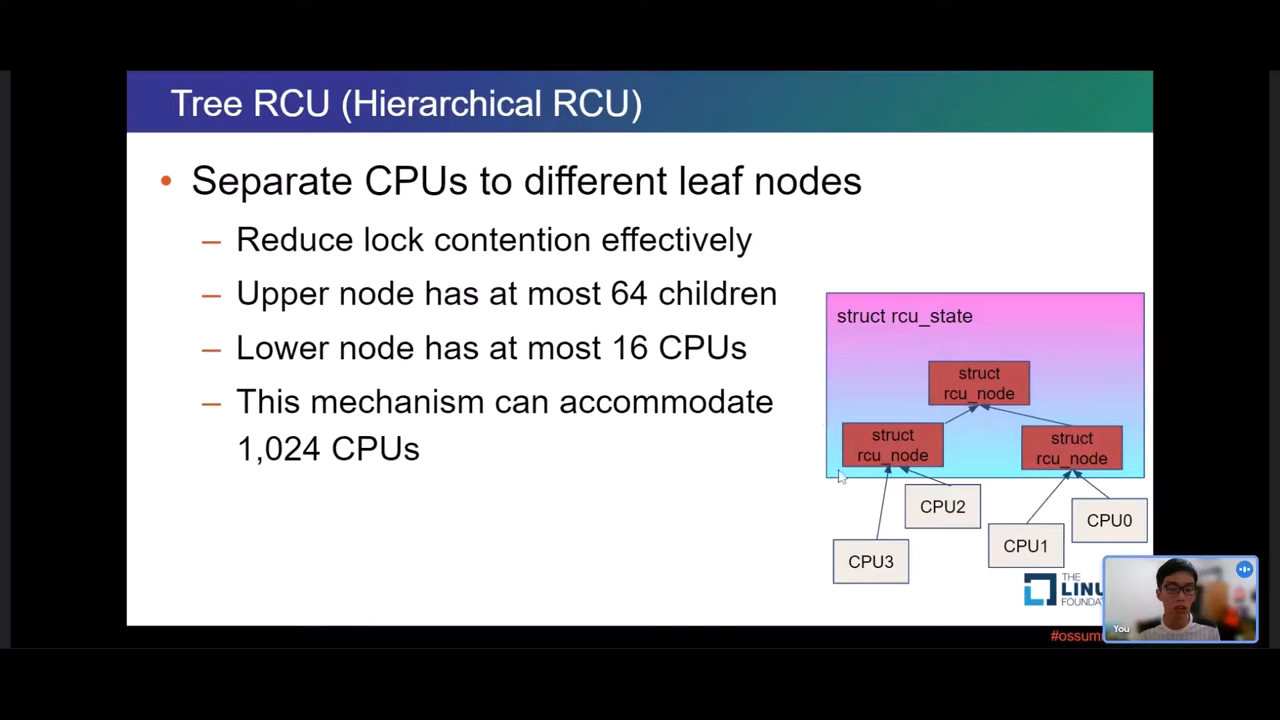 Tree RCU (Hierarchical RCU)
• Separate CPUs to different leaf nodes
– Reduce lock contention effectively
– Upper node has at most 64 children
– Lower node has at most 16 CPUs
– This mechanism can accommodate
1,024 CPUs
struct rcu_state
struct
rcu_node
struct
rcu_node
struct
rcu_node
CPU2
CPU0
CPU1
CPU3
THE
You